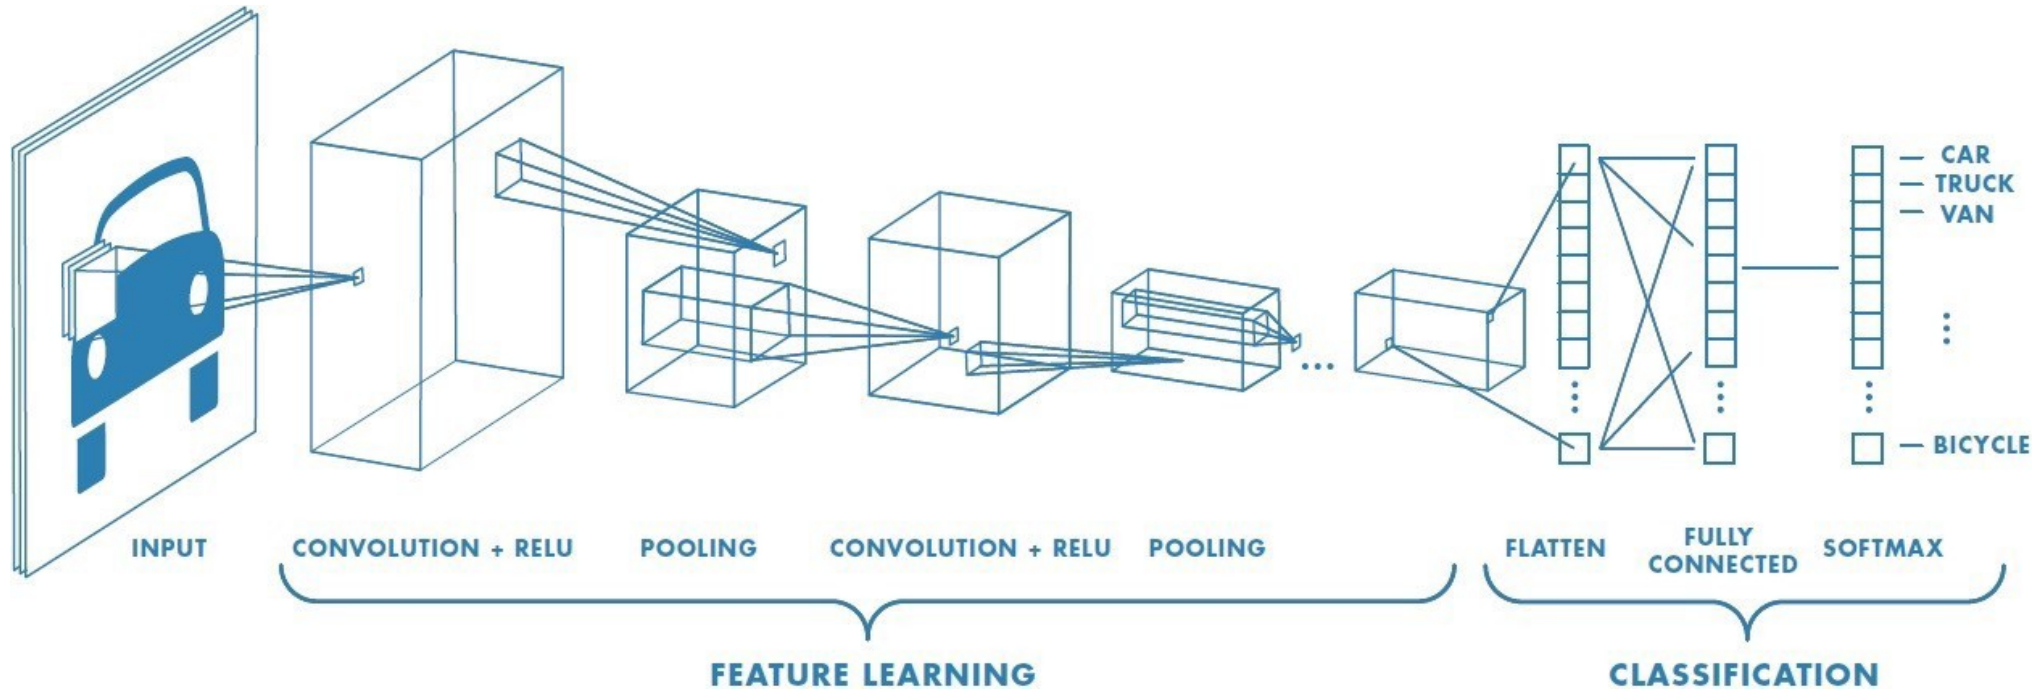 CAR
TRUCK
VAN
BICYCLE
INPUT
CONVOLUTION + RELU
POOLING
CONVOLUTION + RELU
POOLING
FLATTEN
FULLY
CONNECTED
SOFTMAX
FEATURE LEARNING
CLASSIFICATION